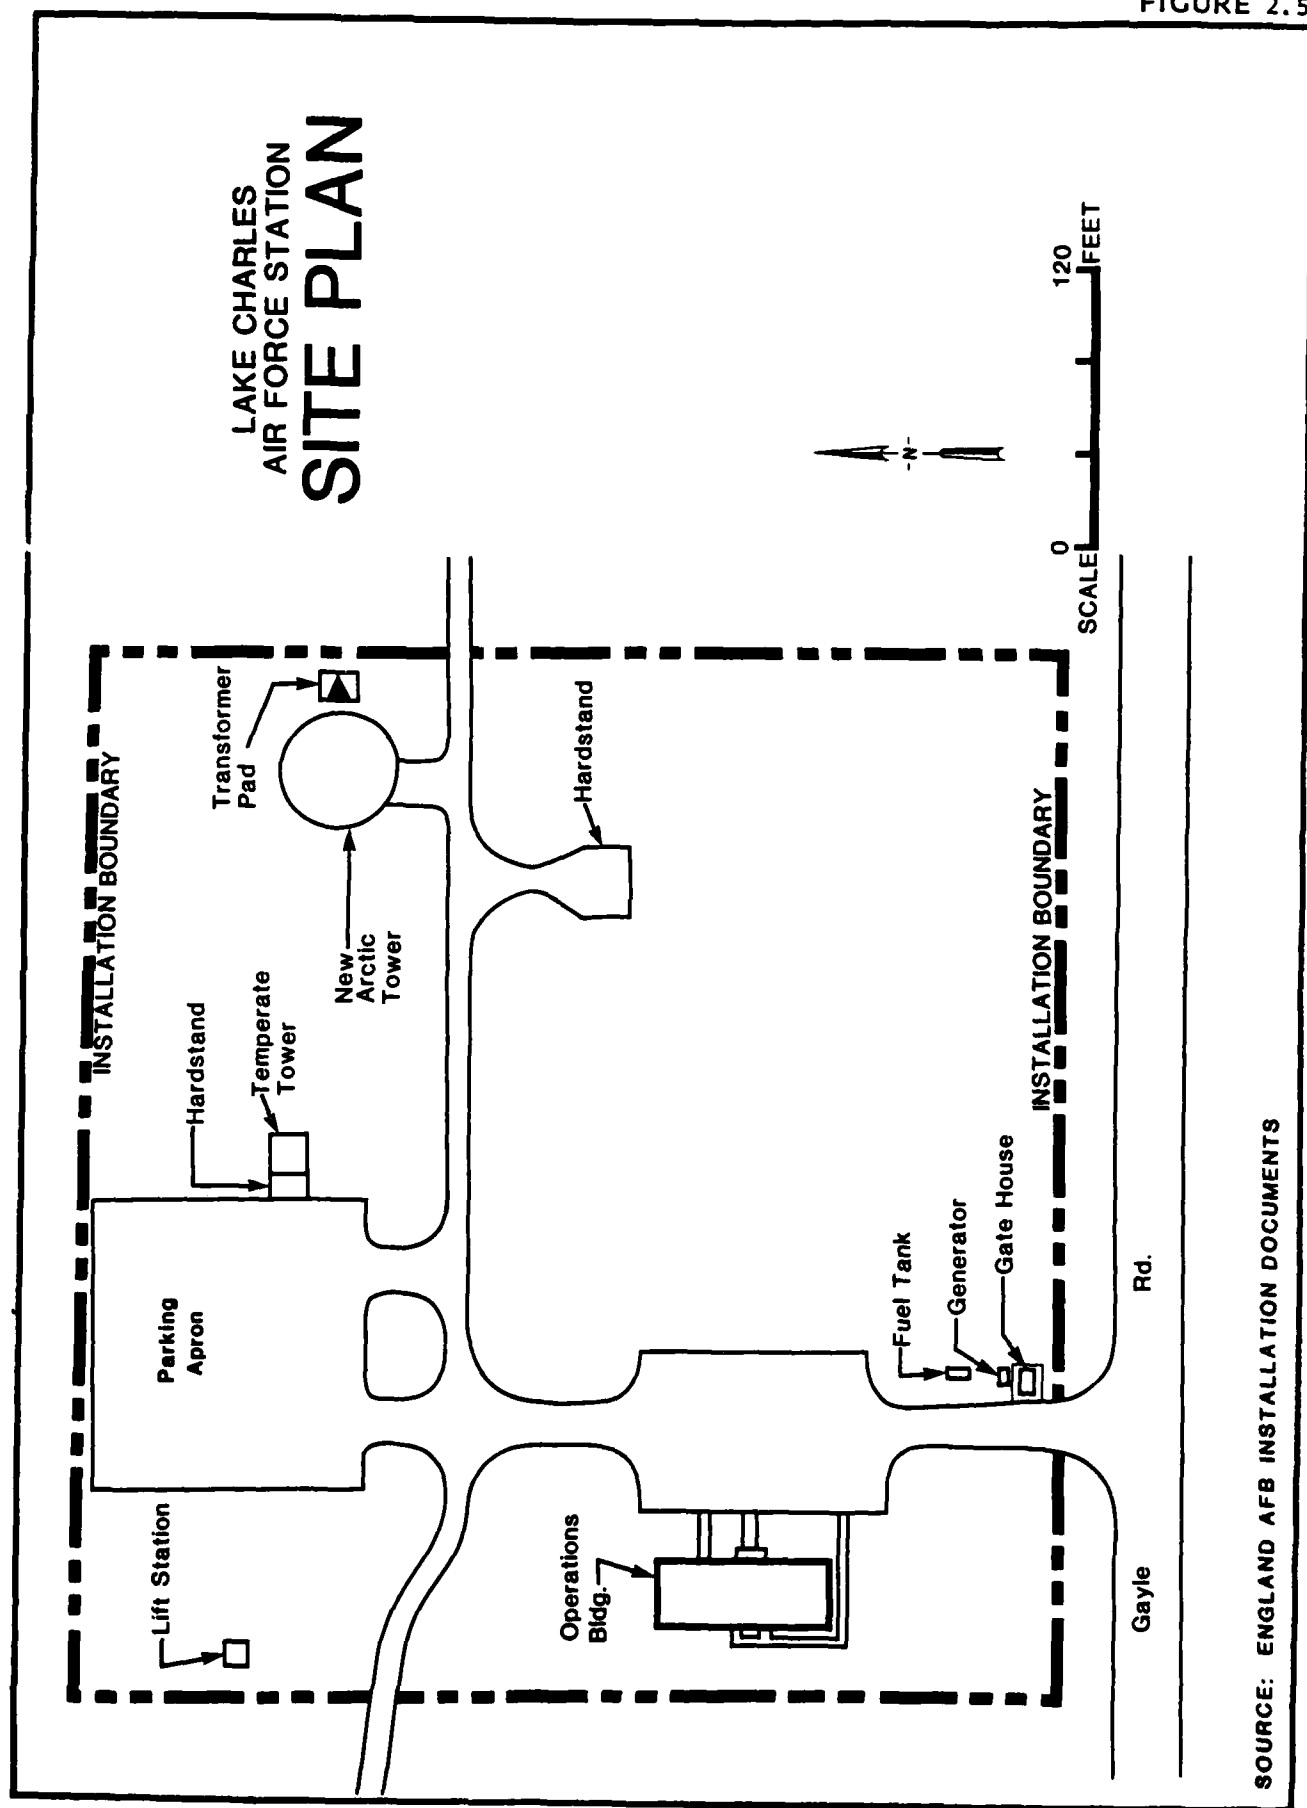 FIGURE 2.5
LAKE CHARLES
AIR FORCE STATION
SITE PLAN
INSTALLATION BOUNDARY
Lift Station
Parking
Apron
Hardstand
Temperate
Tower
New
Arctic
Tower
Transformer
Pad
Hardstand
Operations
Bldg.
Fuel Tank
Generator
Gate House
INSTALLATION BOUNDARY
-N-
0
120
SCALE
FEET
Gayle
Rd.
SOURCE: ENGLAND AFB INSTALLATION DOCUMENTS